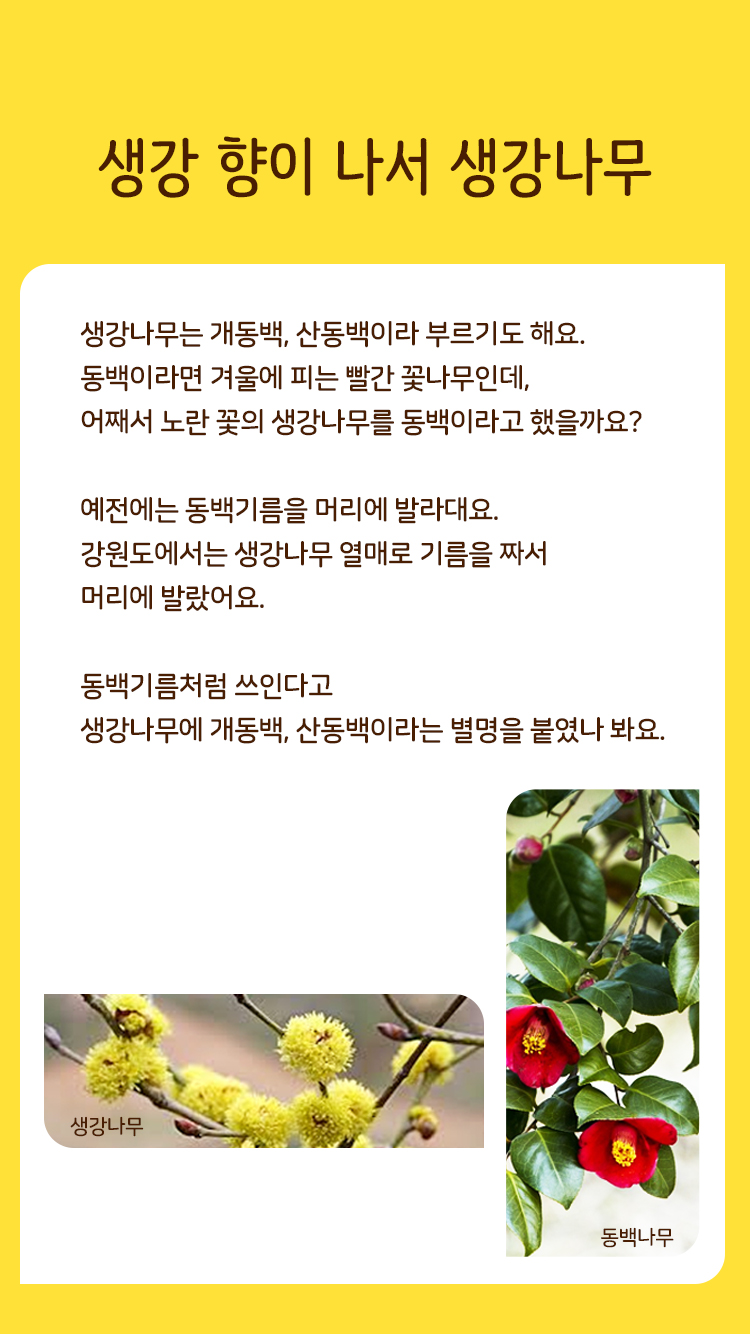 생강 향이 나서 생강나무
생강나무는 개동백, 산동백이라 부르기도 해요.
동백이라면 겨울에 피는 빨간 꽃나무인데,
어째서 노란 꽃의 생강나무를 동백이라고 했을까요?
예전에는 동백기름을 머리에 발라대요.
강원도에서는 생강나무 열매로 기름을 짜서
머리에 발랐어요.
동백기름처럼 쓰인다고
생강나무에 개동백, 산동백이라는 별명을 붙였나 봐요.
생강나무
동백나무